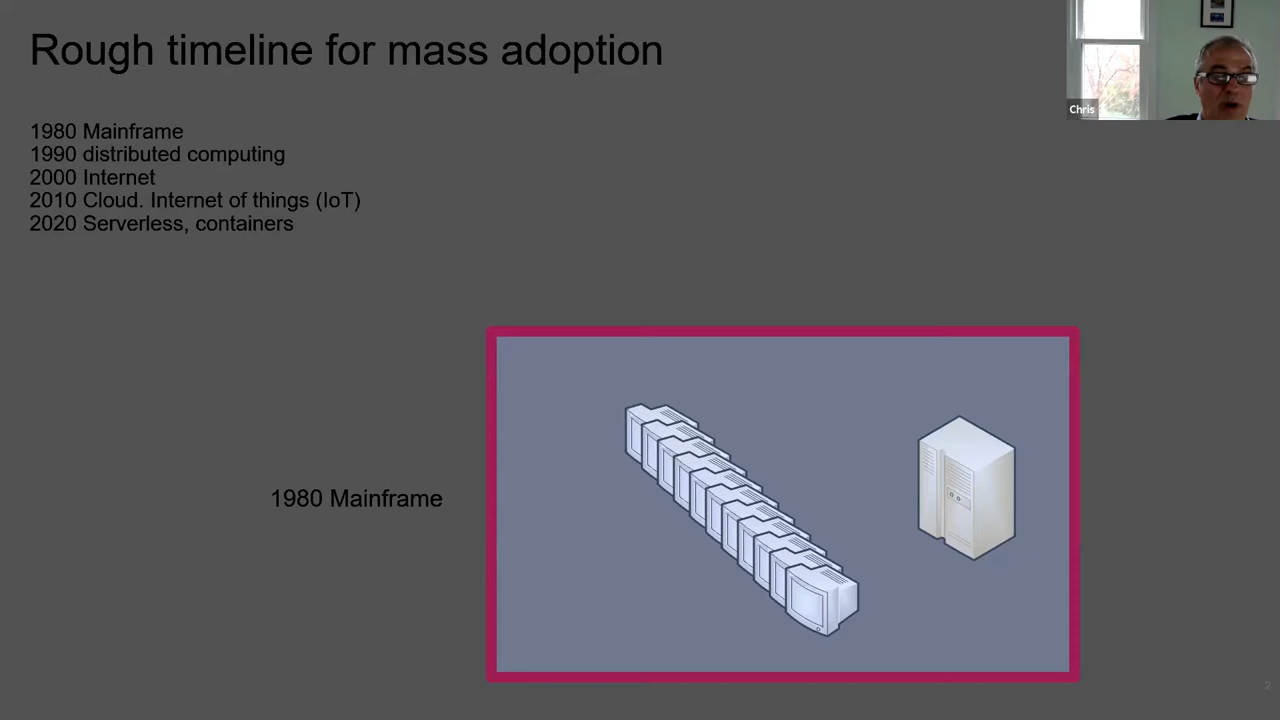 Rough timeline for mass adoption
Chris
1980 Mainframe
1990 distributed computing
2000 Internet
2010 Cloud. Internet of things (IoT)
2020 Serverless, containers
1980 Mainframe
2